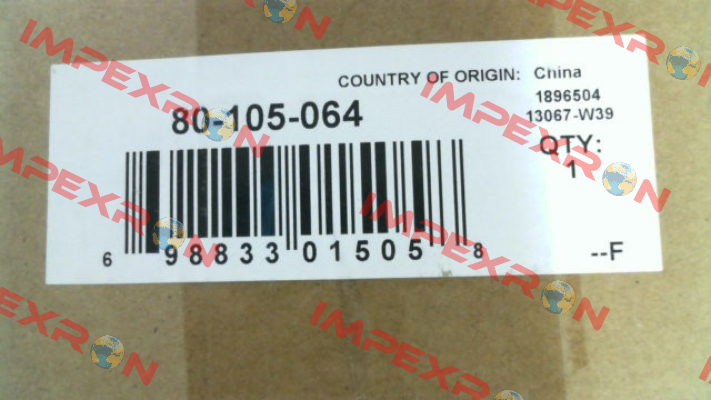 COUNTRY OF ORIGIN: China
80-105-064
1896504
13067-W39
QTY:
1
6 98833 01505 8
--F
IMPEXRON
IMPEXRON
IMPEXRON
IMPEXRON
IMPEXRON
IMPEXRON
IMPEXRON